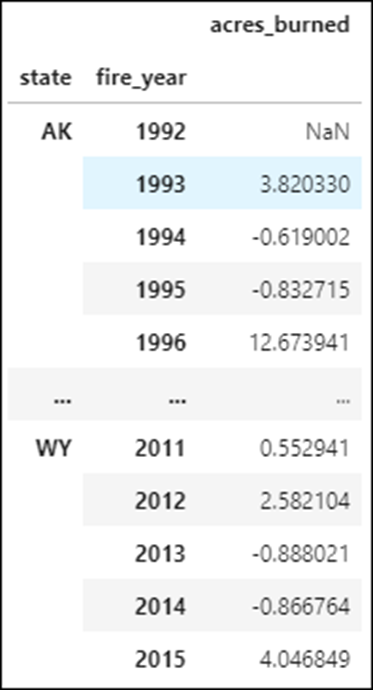 acres_burned
state fire_year
AK 1992 NaN
1993 3.820330
1994 -0.619002
1995 -0.832715
1996 12.673941
... ... ...
WY 2011 0.552941
2012 2.582104
2013 -0.888021
2014 -0.866764
2015 4.046849